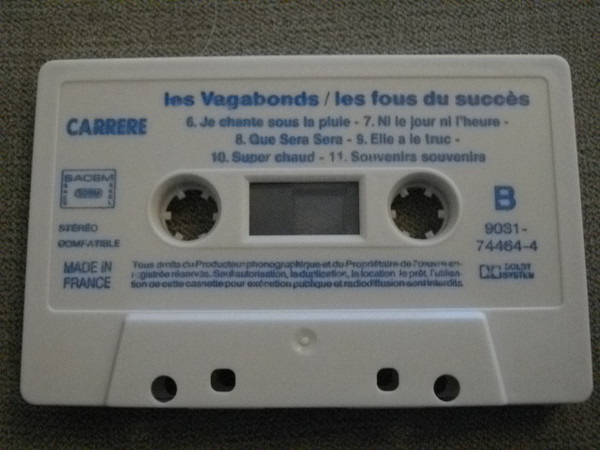 les Vagabonds / les fous du succès
6. Je chante sous la pluie - 7. Ni le jour ni l'heure -
8. Que Sera Sera - 9. Elle a le truc -
10. Super chaud - 11. Souvenirs souvenirs
CARRERE
SACEM
STÉRÉO
COMPATIBLE
B
9031-
74464-4
MADE IN
FRANCE
Tous droits du Producteur phonographique et du Propriétaire de l'œuvre en-
registrée réservés. Sauf autorisation, la duplication, la location le prêt, l'utilisa-
tion de cette cassette pour exécution publique et radiodiffusion sont interdits.
DOLBY
SYSTEM